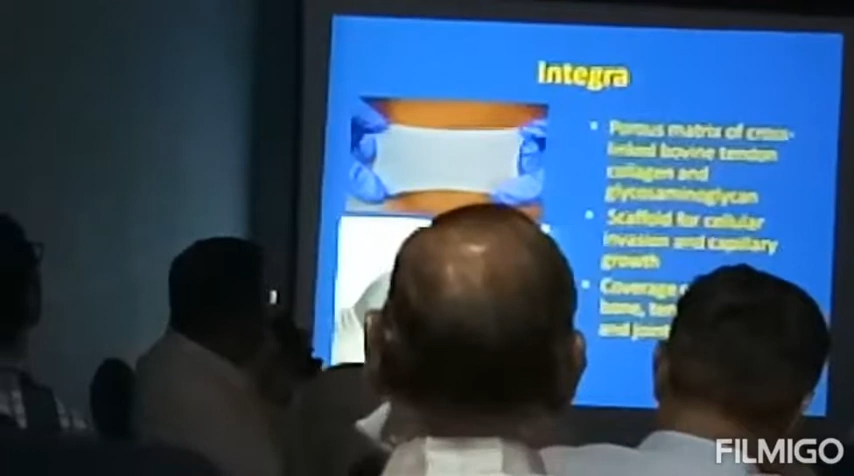 Integra
• Porous matrix of cross-
linked bovine tendon
collagen and
glycosaminoglycan
• Scaffold for cellular
invasion and capillary
growth
• Coverage
bone,
and
FILMIGO